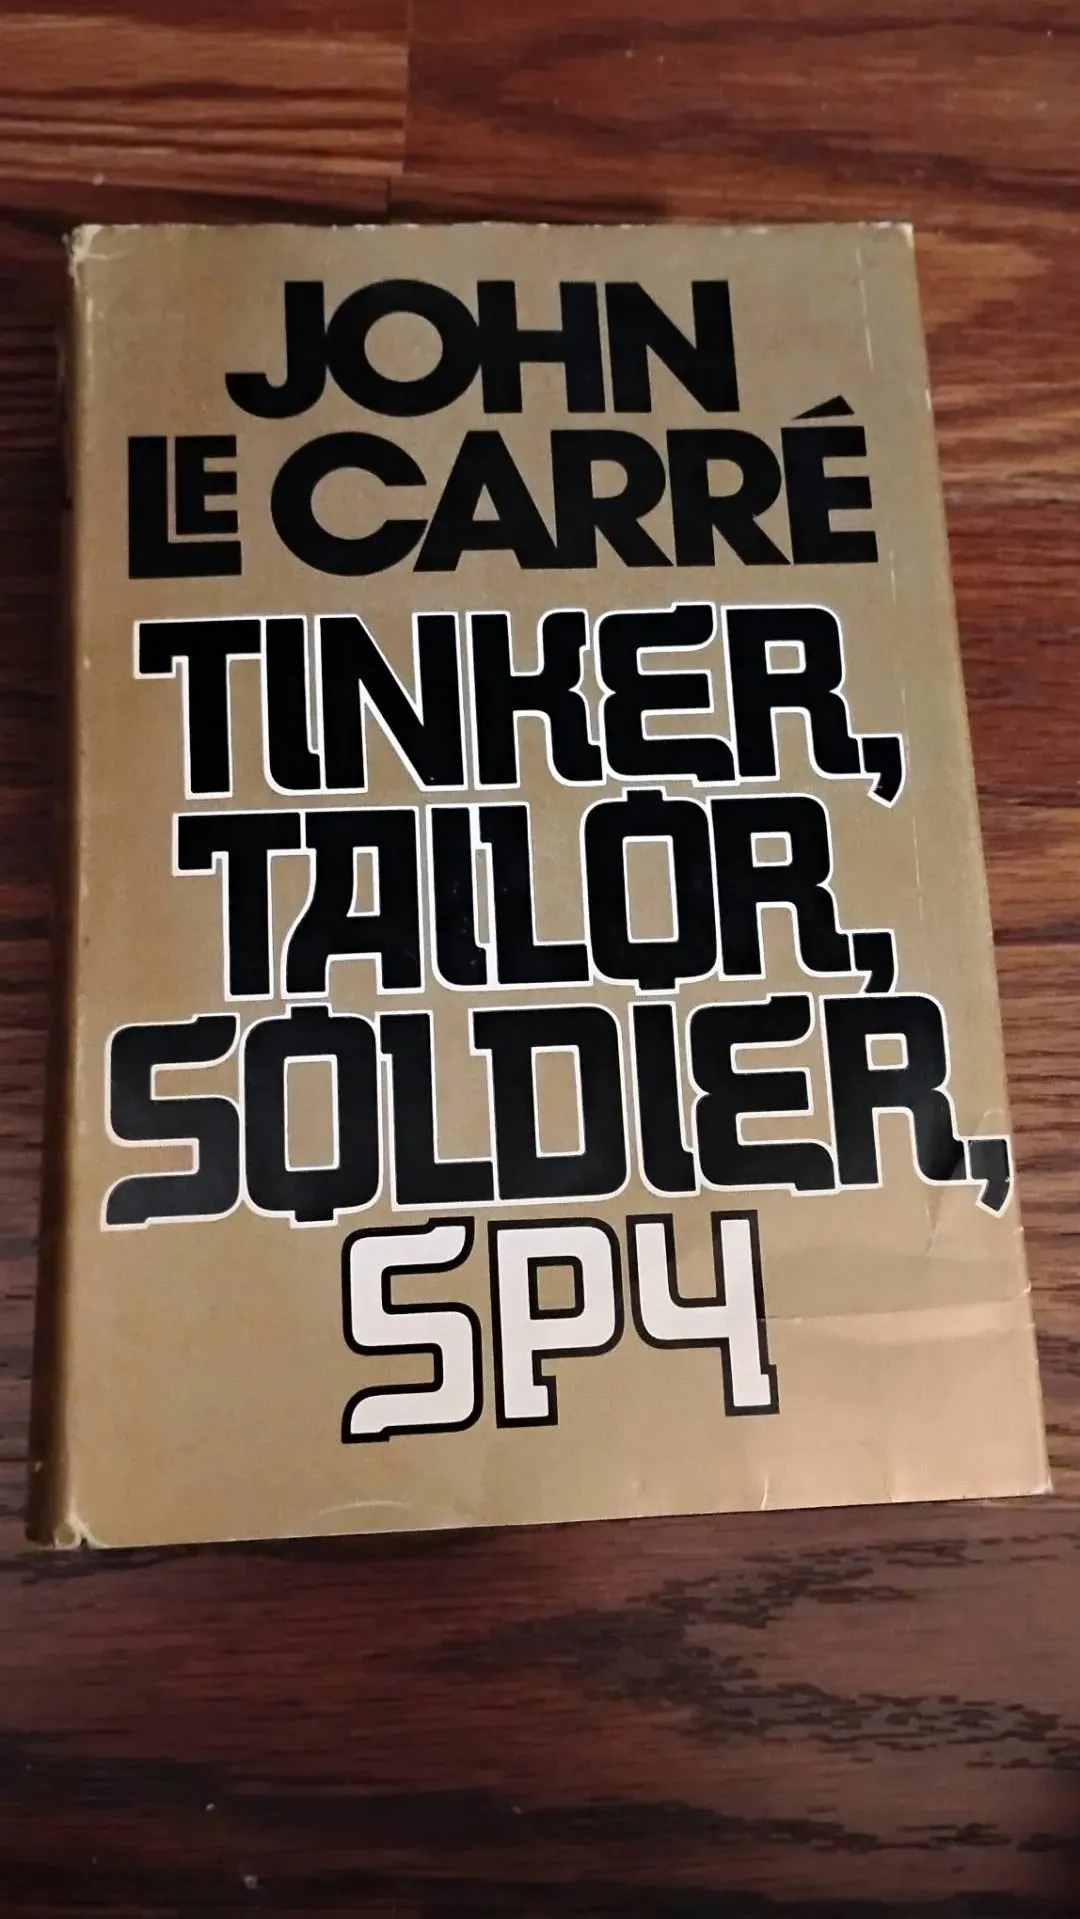 JOHN
LE CARRÉ
TINKER,
TAILOR,
SOLDIER,
SPY